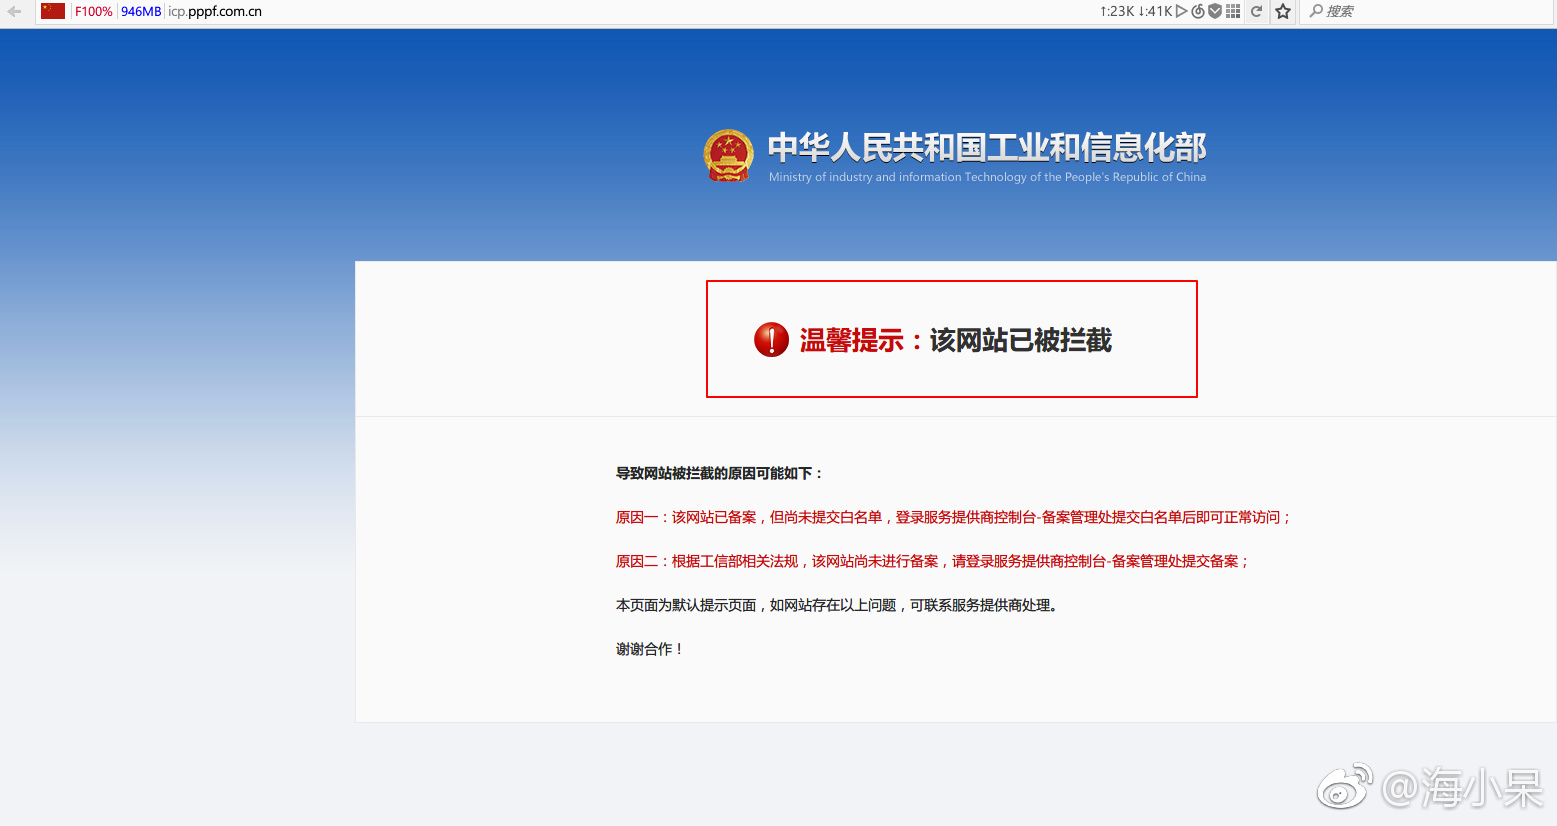 F100% 946MB icp.pppf.com.cn ↑:23K ↓:41K 搜索
中华人民共和国工业和信息化部
Ministry of industry and information Technology of the People's Republic of China
温馨提示：该网站已被拦截
导致网站被拦截的原因可能如下：
原因一：该网站已备案，但尚未提交白名单，登录服务提供商控制台-备案管理处提交白名单后即可正常访问；
原因二：根据工信部相关法规，该网站尚未进行备案，请登录服务提供商控制台-备案管理处提交备案；
本页面为默认提示页面，如网站存在以上问题，可联系服务提供商处理。
谢谢合作！
@海小呆